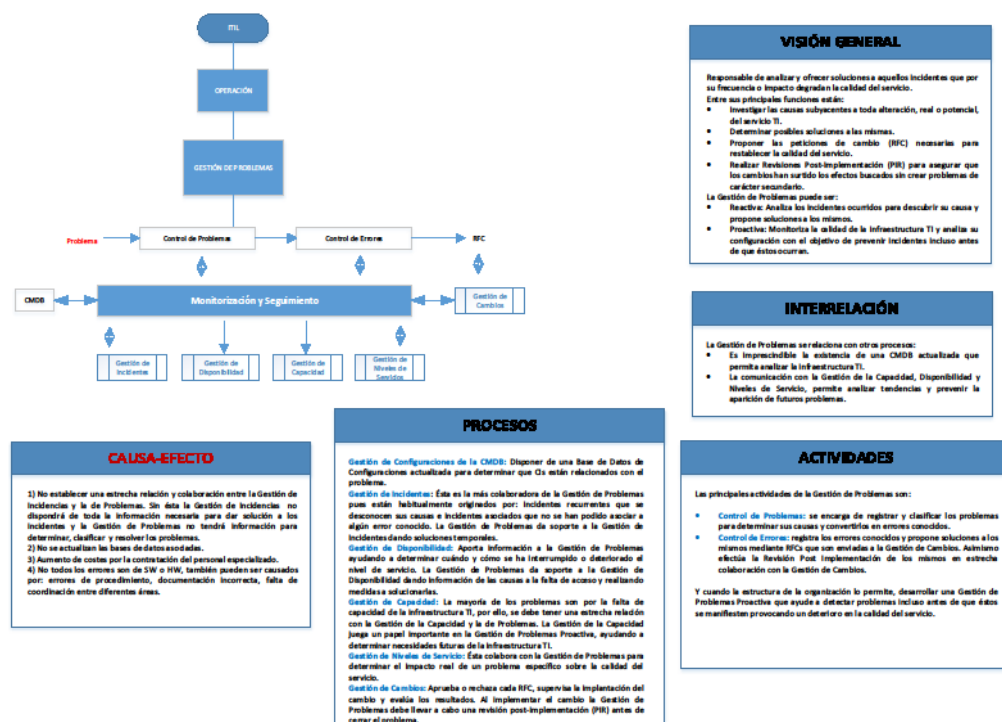 ITIL
OPERACIÓN
GESTIÓN DE PROBLEMAS
Problema
Control de Problemas
Control de Errores
RFC
CMDB
Monitorización y Seguimiento
Gestión de
Cambios
Gestión de
Incidentes
Gestión de
Disponibilidad
Gestión de
Capacidad
Gestión de
Niveles de
Servicios
VISIÓN GENERAL
Responsable de analizar y ofrecer soluciones a aquellos incidentes que por
su frecuencia o impacto degradan la calidad del servicio.
Entre sus principales funciones están:
• Investigar las causas subyacentes a toda alteración, real o potencial,
del servicio TI.
• Determinar posibles soluciones a las mismas.
• Proponer las peticiones de cambio (RFC) necesarias para
restablecer la calidad del servicio.
• Realizar Revisiones Post-Implementación (PIR) para asegurar que
los cambios han surtido los efectos buscados sin crear problemas de
carácter secundario.
La Gestión de Problemas puede ser:
• Reactiva: Analiza los incidentes ocurridos para descubrir su causa y
propone soluciones a los mismos.
• Proactiva: Monitoriza la calidad de la infraestructura TI y analiza su
configuración con el objetivo de prevenir incidentes incluso antes
de que éstos ocurran.
INTERRELACIÓN
La Gestión de Problemas se relaciona con otros procesos:
• Es imprescindible la existencia de una CMDB actualizada que
permita analizar la infraestructura TI.
• La comunicación con la Gestión de la Capacidad, Disponibilidad y
Niveles de Servicio, permite analizar tendencias y prevenir la
aparición de futuros problemas.
CAUSA-EFECTO
1) No establecer una estrecha relación y colaboración entre la Gestión de
Incidencias y la de Problemas. Sin ésta la Gestión de Incidencias no
dispondrá de toda la información necesaria para dar solución a los
incidentes y la Gestión de Problemas no tendrá información para
determinar, clasificar y resolver los problemas.
2) No se actualizan las bases de datos asociadas.
3) Aumento de costes por la contratación del personal especializado.
4) No todos los errores son de SW o HW, también pueden ser causados
por: errores de procedimiento, documentación incorrecta, falta de
coordinación entre diferentes áreas.
PROCESOS
Gestión de Configuraciones de la CMDB: Disponer de una Base de Datos de
Configuraciones actualizada para determinar que CIs están relacionados con el
problema.
Gestión de Incidentes: Ésta es la más colaboradora de la Gestión de Problemas
pues están habitualmente originados por: incidentes recurrentes que se
desconocen sus causas e incidentes asociados que no se han podido asociar a
algún error conocido. La Gestión de Problemas da soporte a la Gestión de
Incidentes dando soluciones temporales.
Gestión de Disponibilidad: Aporta información a la Gestión de Problemas
ayudando a determinar cuándo y cómo se ha interrumpido o deteriorado el
nivel de servicio. La Gestión de Problemas da soporte a la Gestión de
Disponibilidad dando información de las causas a la falta de acceso y realizando
medidas a solucionarlas.
Gestión de Capacidad: La mayoría de los problemas son por la falta de
capacidad de la infraestructura TI, por ello, se debe tener una estrecha relación
con la Gestión de la Capacidad y la de Problemas. La Gestión de la Capacidad
juega un papel importante en la Gestión de Problemas Proactiva, ayudando a
determinar necesidades futuras de la infraestructura TI.
Gestión de Niveles de Servicio: Ésta colabora con la Gestión de Problemas para
determinar el impacto real de un problema específico sobre la calidad del
servicio.
Gestión de Cambios: Aprueba o rechaza cada RFC, supervisa la implantación del
cambio y evalúa los resultados. Al implementar el cambio la Gestión de
Problemas debe llevar a cabo una revisión post-implementación (PIR) antes de
cerrar el problema.
ACTIVIDADES
Las principales actividades de la Gestión de Problemas son:
• Control de Problemas: se encarga de registrar y clasificar los problemas
para determinar sus causas y convertirlos en errores conocidos.
• Control de Errores: registra los errores conocidos y propone soluciones a los
mismos mediante RFCs que son enviadas a la Gestión de Cambios. Asimismo
efectúa la Revisión Post Implementación de los mismos en estrecha
colaboración con la Gestión de Cambios.
Y cuando la estructura de la organización lo permite, desarrollar una Gestión de
Problemas Proactiva que ayude a detectar problemas incluso antes de que éstos
se manifiesten provocando un deterioro en la calidad del servicio.